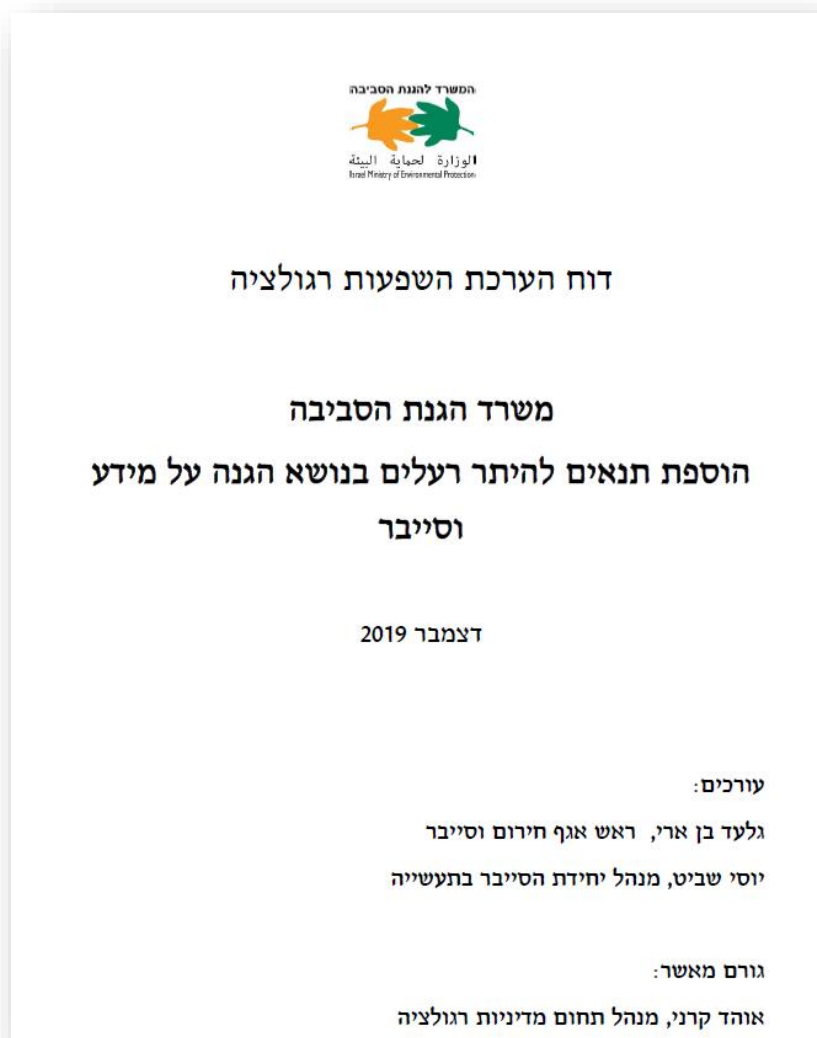 המשרד להגנת הסביבה
الوزارة لحماية البيئة
Israel Ministry of Environmental Protection
דוח הערכת השפעות רגולציה
משרד הגנת הסביבה
הוספת תנאים להיתר רעלים בנושא הגנה על מידע
וסייבר
דצמבר 2019
עורכים:
גלעד בן ארי, ראש אגף חירום וסייבר
יוסי שביט, מנהל יחידת הסייבר בתעשייה
גורם מאשר:
אוהד קרני, מנהל תחום מדיניות רגולציה